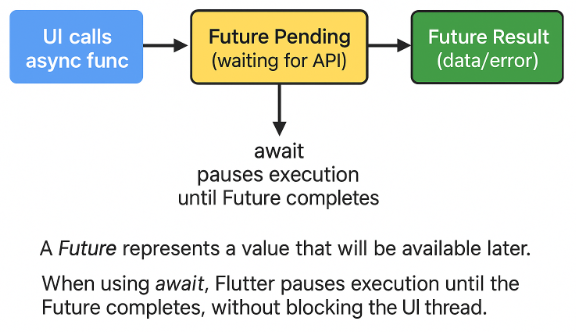 UI calls
async func
Future Pending
(waiting for API)
Future Result
(data/error)
await
pauses execution
until Future completes
A Future represents a value that will be available later.
When using await, Flutter pauses execution until the
Future completes, without blocking the UI thread.